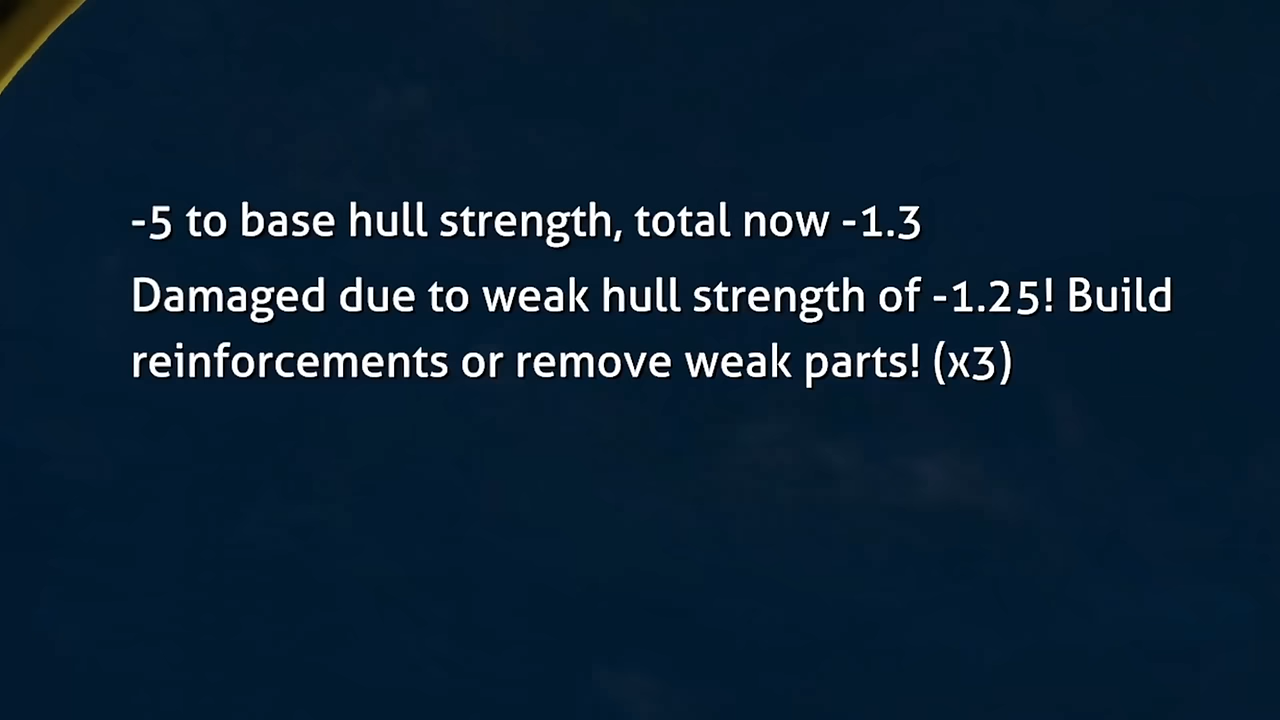 -5 to base hull strength, total now -1.3
Damaged due to weak hull strength of -1.25! Build
reinforcements or remove weak parts! (x3)